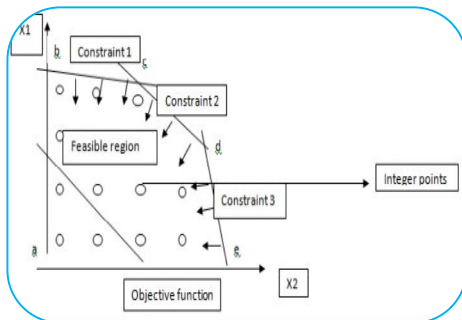 X1
b
Constraint 1
c
Constraint 2
Feasible region
d
Integer points
Constraint 3
a
e
X2
Objective function